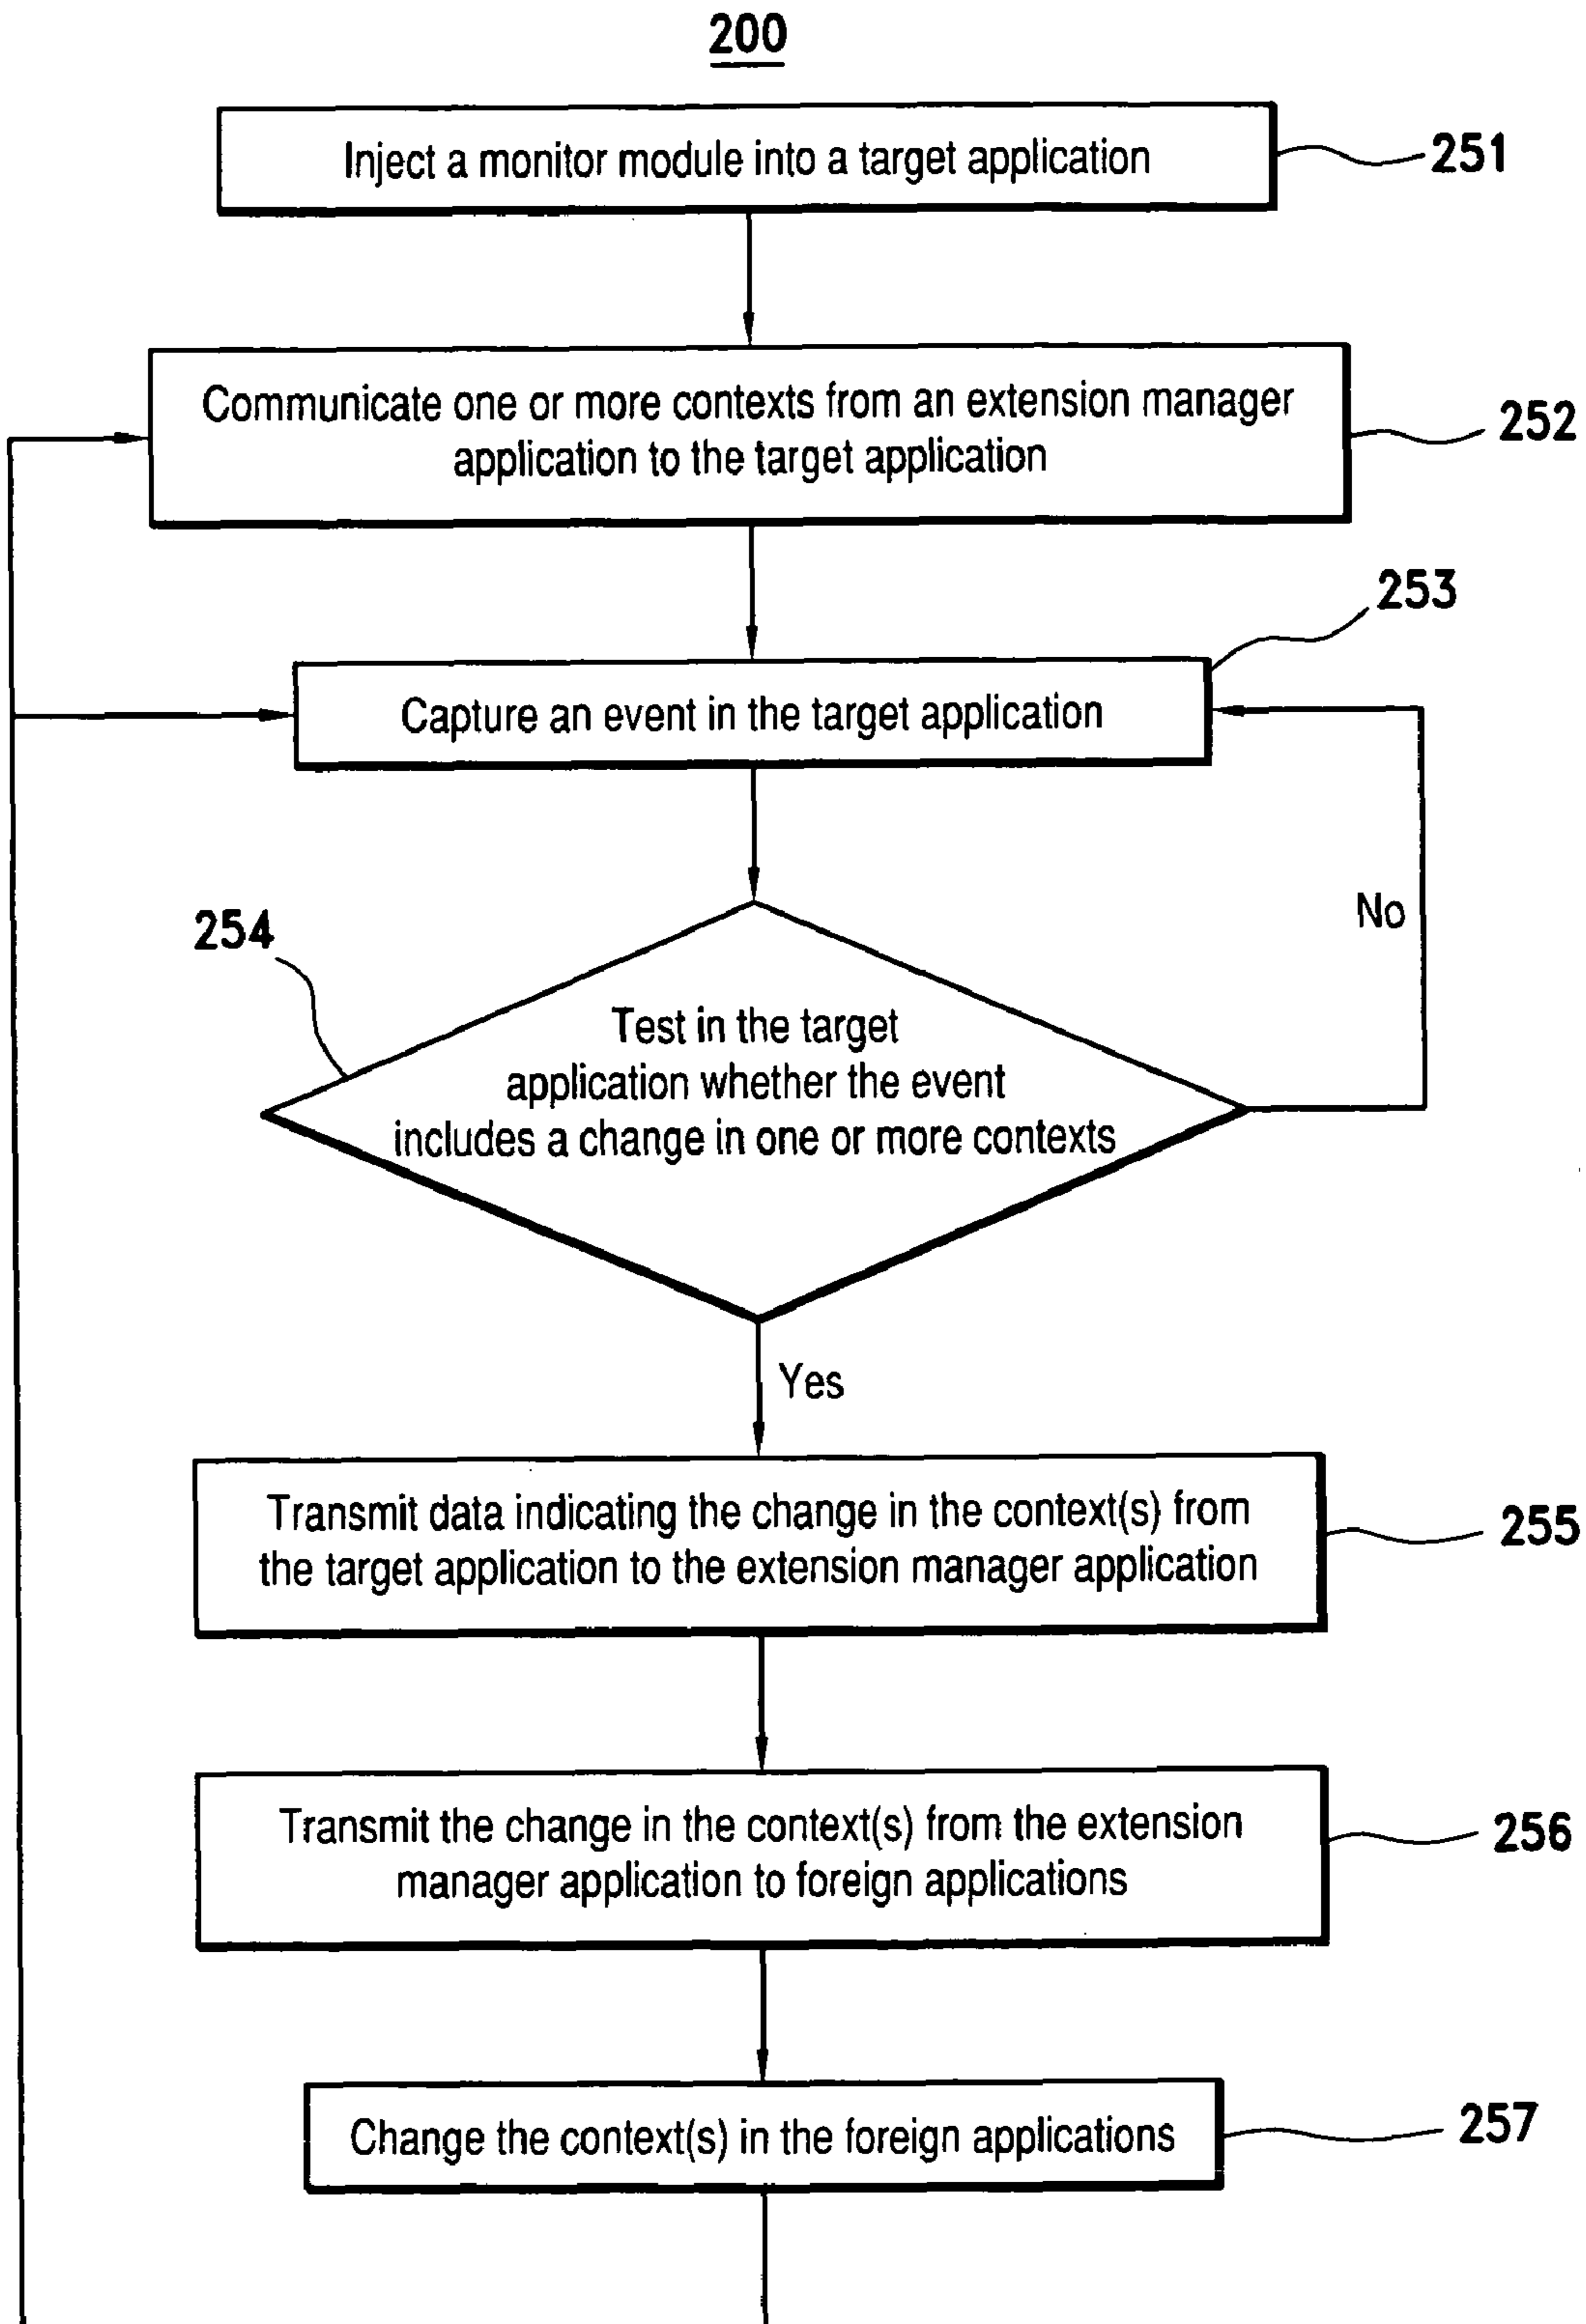 200
Inject a monitor module into a target application
251
Communicate one or more contexts from an extension manager
application to the target application
252
253
Capture an event in the target application
No
254
Test in the target
application whether the event
includes a change in one or more contexts
Yes
Transmit data indicating the change in the context(s) from
the target application to the extension manager application
255
Transmit the change in the context(s) from the extension
manager application to foreign applications
256
Change the context(s) in the foreign applications
257